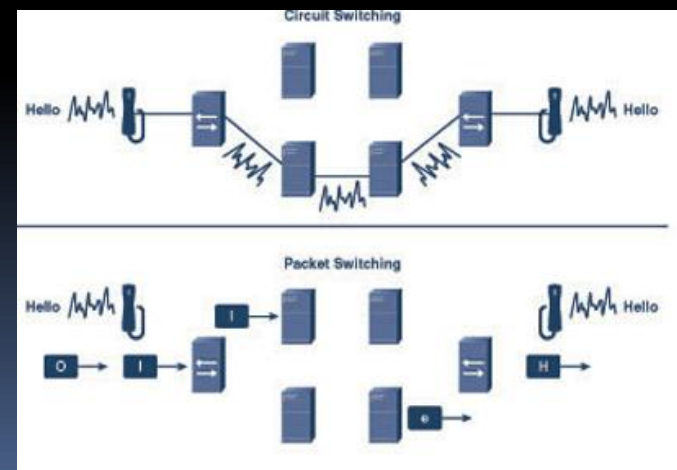 Circuit Switching
Hello
Hello
Packet Switching
Hello
Hello
I
O
I
H
e